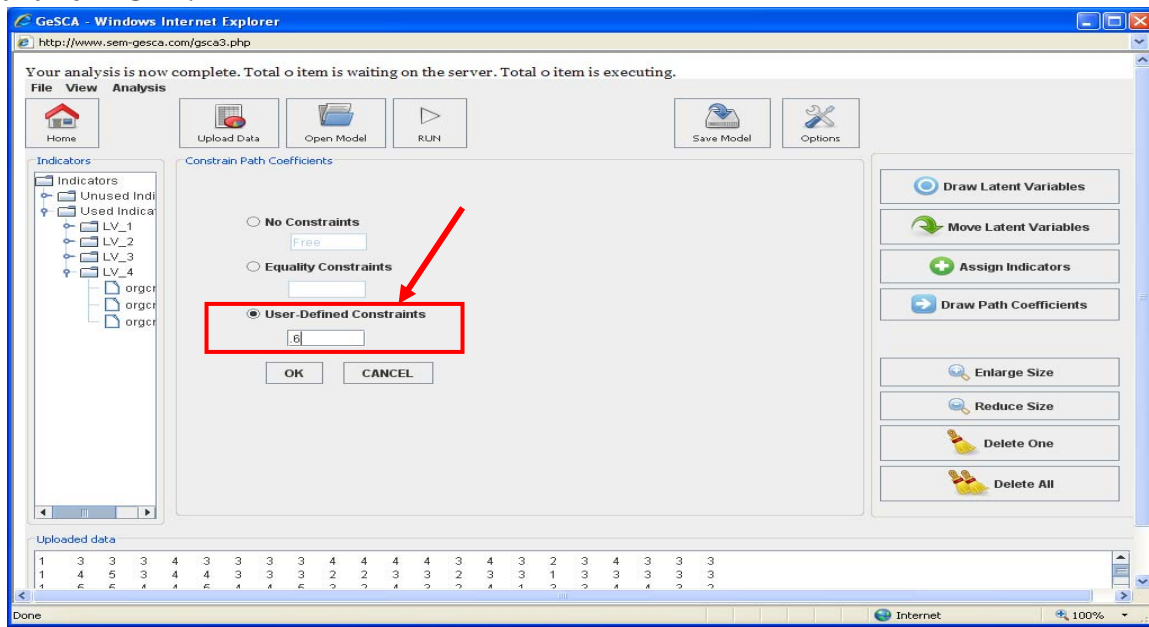 GeSCA - Windows Internet Explorer
http://www.sem-gesca.com/gsca3.php
Your analysis is now complete. Total 0 item is waiting on the server. Total 0 item is executing.
File View Analysis
Home Upload Data Open Model RUN Save Model Options
Indicators
Indicators
Unused Indi
Used Indica
LV_1
LV_2
LV_3
LV_4
orgcr
orgcr
orgcr
Constrain Path Coefficients
No Constraints
Free
Equality Constraints
User-Defined Constraints
.6
OK CANCEL
Draw Latent Variables
Move Latent Variables
Assign Indicators
Draw Path Coefficients
Enlarge Size
Reduce Size
Delete One
Delete All
Uploaded data
1 3 3 3 4 3 3 3 3 4 4 4 4 3 4 3 2 3 4 3 3 3
1 4 5 3 4 4 3 3 3 2 2 3 3 2 3 3 1 3 3 3 3 3
Done Internet 100%